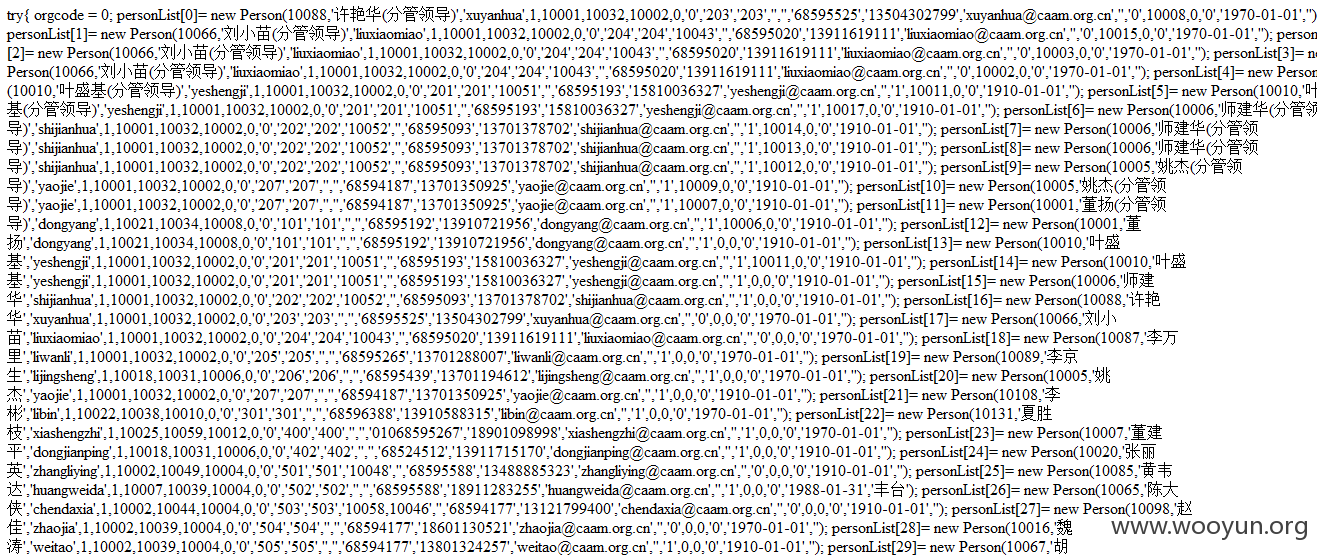 try{ orgcode = 0; personList[0]= new Person(10088,'许艳华(分管领导)','xuyanhua',1,10001,10032,10002,0,'0','203','203','','','68595525','13504302799','xuyanhua@caam.org.cn','','0',10008,0,'0','1970-01-01','')
personList[1]= new Person(10066,'刘小苗(分管领导)','liuxiaomiao',1,10001,10032,10002,0,'0','204','204','10043','','68595020','13911619111','liuxiaomiao@caam.org.cn','','0',10015,0,'0','1970-01-01',''); person
[2]= new Person(10066,'刘小苗(分管领导)','liuxiaomiao',1,10001,10032,10002,0,'0','204','204','10043','','68595020','13911619111','liuxiaomiao@caam.org.cn','','0',10003,0,'0','1970-01-01',''); personList[3]= n
Person(10066,'刘小苗(分管领导)','liuxiaomiao',1,10001,10032,10002,0,'0','204','204','10043','','68595020','13911619111','liuxiaomiao@caam.org.cn','','0',10002,0,'0','1970-01-01',''); personList[4]= new Person
(10010,'叶盛基(分管领导)','yeshengji',1,10001,10032,10002,0,'0','201','201','10051','','68595193','15810036327','yeshengji@caam.org.cn','','1',10011,0,'0','1910-01-01',''); personList[5]= new Person(10010,'叶
基(分管领导)','yeshengji',1,10001,10032,10002,0,'0','201','201','10051','','68595193','15810036327','yeshengji@caam.org.cn','','1',10017,0,'0','1910-01-01',''); personList[6]= new Person(10006,'师建华(分管领
导)','shijianhua',1,10001,10032,10002,0,'0','202','202','10052','','68595093','13701378702','shijianhua@caam.org.cn','','1',10014,0,'0','1910-01-01',''); personList[7]= new Person(10006,'师建华(分管领
导)','shijianhua',1,10001,10032,10002,0,'0','202','202','10052','','68595093','13701378702','shijianhua@caam.org.cn','','1',10013,0,'0','1910-01-01',''); personList[8]= new Person(10006,'师建华(分管领
导)','shijianhua',1,10001,10032,10002,0,'0','202','202','10052','','68595093','13701378702','shijianhua@caam.org.cn','','1',10012,0,'0','1910-01-01',''); personList[9]= new Person(10005,'姚杰(分管领
导)','yaojie',1,10001,10032,10002,0,'0','207','207','','','68594187','13701350925','yaojie@caam.org.cn','','1',10009,0,'0','1910-01-01',''); personList[10]= new Person(10005,'姚杰(分管领
导)','yaojie',1,10001,10032,10002,0,'0','207','207','','','68594187','13701350925','yaojie@caam.org.cn','','1',10007,0,'0','1910-01-01',''); personList[11]= new Person(10001,'董扬(分管领
导)','dongyang',1,10021,10034,10008,0,'0','101','101','','','68595192','13910721956','dongyang@caam.org.cn','','1',10006,0,'0','1910-01-01',''); personList[12]= new Person(10001,'董
扬','dongyang',1,10021,10034,10008,0,'0','101','101','','','68595192','13910721956','dongyang@caam.org.cn','','1',0,0,'0','1910-01-01',''); personList[13]= new Person(10010,'叶盛
基','yeshengji',1,10001,10032,10002,0,'0','201','201','10051','','68595193','15810036327','yeshengji@caam.org.cn','','1',10011,0,'0','1910-01-01',''); personList[14]= new Person(10010,'叶盛
基','yeshengji',1,10001,10032,10002,0,'0','201','201','10051','','68595193','15810036327','yeshengji@caam.org.cn','','1',0,0,'0','1910-01-01',''); personList[15]= new Person(10006,'师建
华','shijianhua',1,10001,10032,10002,0,'0','202','202','10052','','68595093','13701378702','shijianhua@caam.org.cn','','1',0,0,'0','1910-01-01',''); personList[16]= new Person(10088,'许艳
华','xuyanhua',1,10001,10032,10002,0,'0','203','203','','','68595525','13504302799','xuyanhua@caam.org.cn','','0',0,0,'0','1970-01-01',''); personList[17]= new Person(10066,'刘小
苗','liuxiaomiao',1,10001,10032,10002,0,'0','204','204','10043','','68595020','13911619111','liuxiaomiao@caam.org.cn','','0',0,0,'0','1970-01-01',''); personList[18]= new Person(10087,'李万
里','liwanli',1,10001,10032,10002,0,'0','205','205','','','68595265','13701288007','liwanli@caam.org.cn','','1',0,0,'0','1970-01-01',''); personList[19]= new Person(10089,'李京
生','lijingsheng',1,10018,10031,10006,0,'0','206','206','','','68595439','13701194612','lijingsheng@caam.org.cn','','1',0,0,'0','1970-01-01',''); personList[20]= new Person(10005,'姚
杰','yaojie',1,10001,10032,10002,0,'0','207','207','','','68594187','13701350925','yaojie@caam.org.cn','','1',0,0,'0','1910-01-01',''); personList[21]= new Person(10108,'李
彬','libin',1,10022,10038,10010,0,'0','301','301','','','68596388','13910588315','libin@caam.org.cn','','1',0,0,'0','1970-01-01',''); personList[22]= new Person(10131,'夏胜
枝','xiashengzhi',1,10025,10059,10012,0,'0','400','400','','','01068595267','18901098998','xiashengzhi@caam.org.cn','','1',0,0,'0','1970-01-01',''); personList[23]= new Person(10007,'董建
平','dongjianping',1,10018,10031,10006,0,'0','402','402','','','68524512','13911715170','dongjianping@caam.org.cn','','1',0,0,'0','1910-01-01',''); personList[24]= new Person(10020,'张丽
英','zhangliying',1,10002,10049,10004,0,'0','501','501','10048','','68595588','13488885323','zhangliying@caam.org.cn','','0',0,0,'0','1910-01-01',''); personList[25]= new Person(10085,'黄韦
达','huangweida',1,10007,10039,10004,0,'0','502','502','','','68595588','18911283255','huangweida@caam.org.cn','','1',0,0,'0','1988-01-31','丰台'); personList[26]= new Person(10065,'陈大
侠','chendaxia',1,10002,10044,10004,0,'0','503','503','10058,10046','','68594177','13121799400','chendaxia@caam.org.cn','','0',0,0,'0','1910-01-01',''); personList[27]= new Person(10098,'赵
佳','zhaojia',1,10002,10039,10004,0,'0','504','504','','','68594177','18601130521','zhaojia@caam.org.cn','','0',0,0,'0','1970-01-01',''); personList[28]= new Person(10016,'魏
涛','weitao',1,10002,10039,10004,0,'0','505','505','','','68594177','13801324257','weitao@caam.org.cn','','1',0,0,'0','1910-01-01',''); personList[29]= new Person(10067,'胡
www.wooyun.org